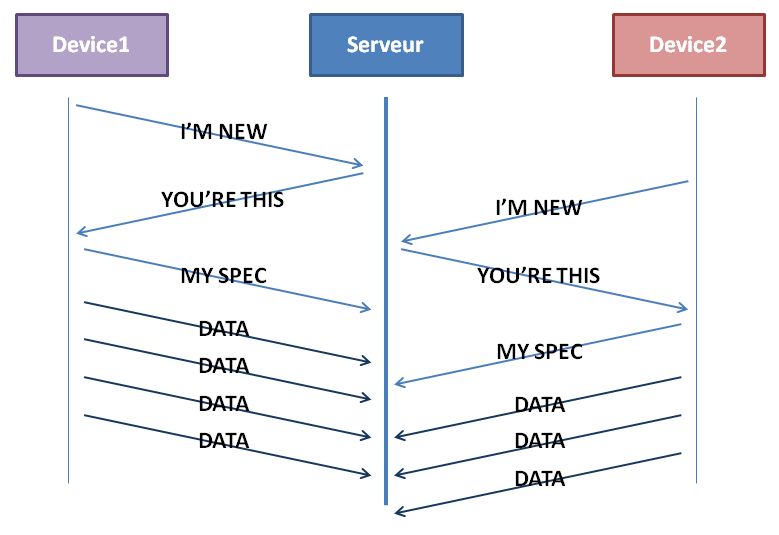 Device1
Serveur
Device2
I'M NEW
YOU'RE THIS
I'M NEW
MY SPEC
YOU'RE THIS
DATA
MY SPEC
DATA
DATA
DATA
DATA
DATA
DATA